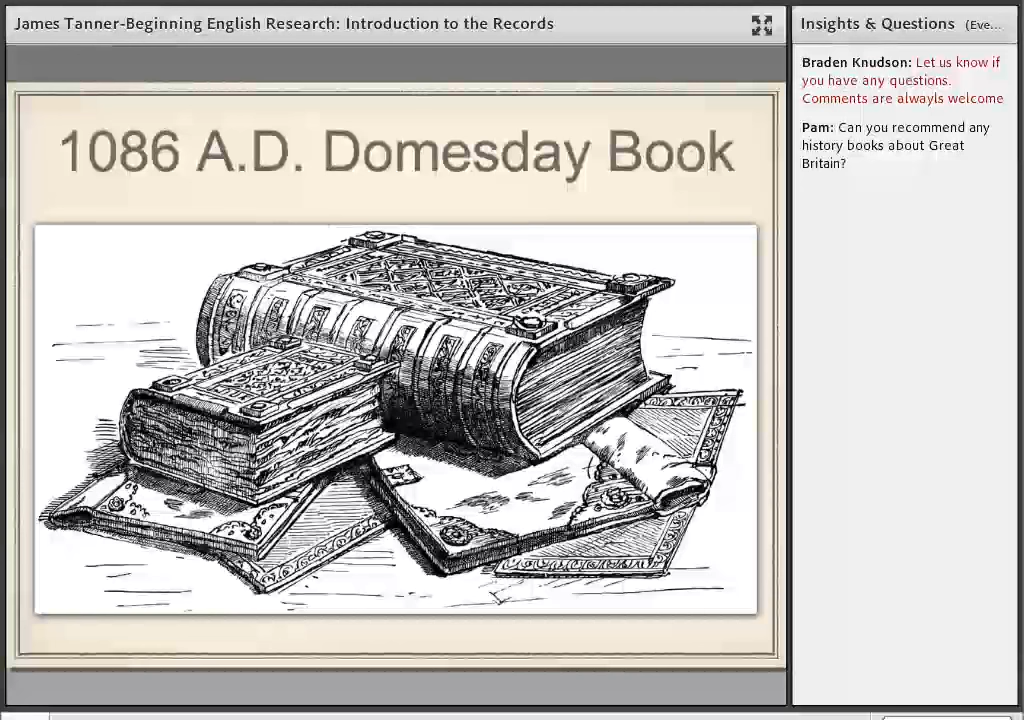 James Tanner-Beginning English Research: Introduction to the Records
Insights & Questions (Eve...
1086 A.D. Domesday Book
Braden Knudson: Let us know if
you have any questions.
Comments are alwayls welcome
Pam: Can you recommend any
history books about Great
Britain?